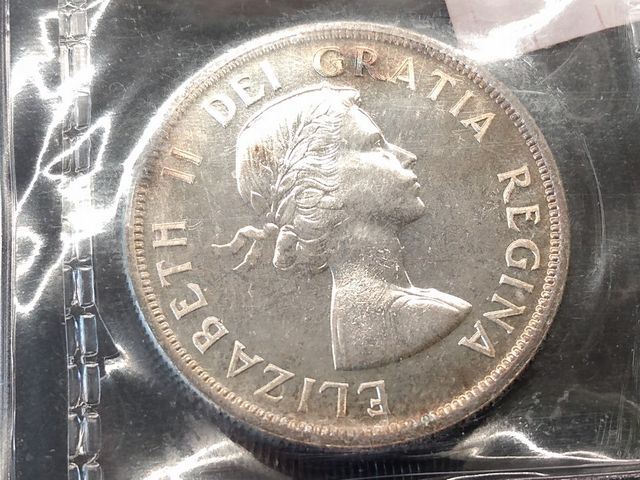 ELIZABETH II DEI GRATIA REGINA